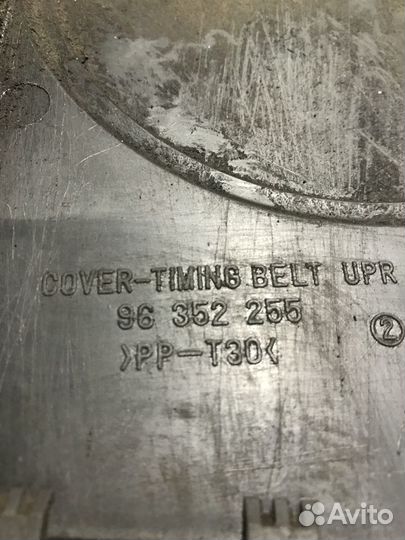 COVER-TIMING BELT UPR
96 352 255
2
>PP-T30<
Avito